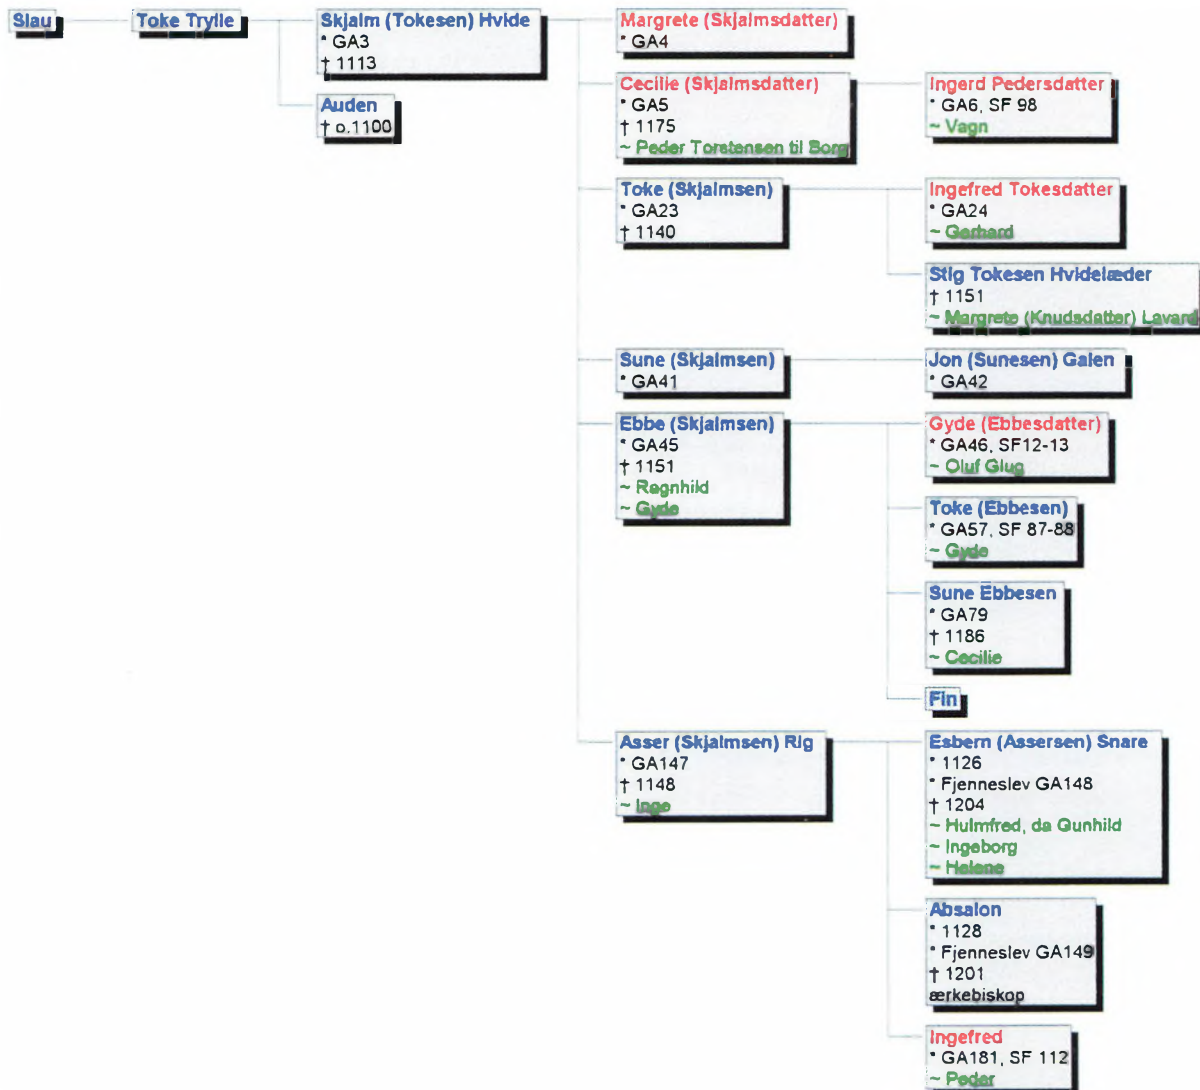 Slau
Toke Trylle
Skjalm (Tokesen) Hvide
* GA3
† 1113
Auden
† o.1100
Margrete (Skjalmsdatter)
* GA4
Cecilie (Skjalmsdatter)
* GA5
† 1175
~ Peder Torstensen til Borg
Ingerd Pedersdatter
* GA6, SF 98
~ Vagn
Toke (Skjalmsen)
* GA23
† 1140
Ingefred Tokesdatter
* GA24
~ Gerhard
Stig Tokesen Hvidelæder
† 1151
~ Margrete (Knudsdatter) Lavard
Sune (Skjalmsen)
* GA41
Jon (Sunesen) Galen
* GA42
Ebbe (Skjalmsen)
* GA45
† 1151
~ Regnhild
~ Gyde
Gyde (Ebbesdatter)
* GA46, SF12-13
~ Oluf Glug
Toke (Ebbesen)
* GA57, SF 87-88
~ Gyde
Sune Ebbesen
* GA79
† 1186
~ Cecilie
Fin
Asser (Skjalmsen) Rig
* GA147
† 1148
~ Inge
Esbern (Assersen) Snare
* 1126
* Fjenneslev GA148
† 1204
~ Hulmfred, da Gunhild
~ Ingeborg
~ Helene
Absalon
* 1128
* Fjenneslev GA149
† 1201
ærkebiskop
Ingefred
* GA181, SF 112
~ Peder